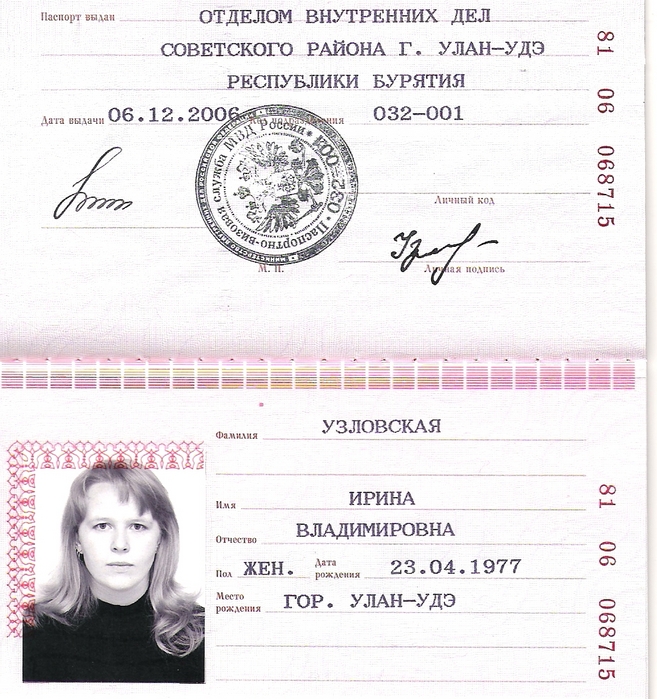 Паспорт выдан ОТДЕЛОМ ВНУТРЕННИХ ДЕЛ
СОВЕТСКОГО РАЙОНА Г. УЛАН-УДЭ
РЕСПУБЛИКИ БУРЯТИЯ
Дата выдачи 06.12.2006 Код подразделения 032-001
Паспортно-визовая служба МВД России • 032-001
Личный код
М. П.
Личная подпись
81 06 068715
Фамилия УЗЛОВСКАЯ
Имя ИРИНА
Отчество ВЛАДИМИРОВНА
Пол ЖЕН. Дата рождения 23.04.1977
Место рождения ГОР. УЛАН-УДЭ
81 06 068715